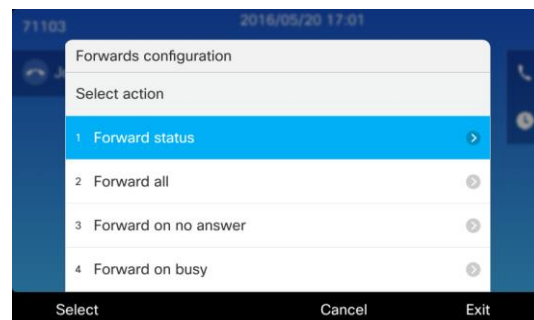 71103 2016/05/20 17:01
Forwards configuration
Select action
1 Forward status
2 Forward all
3 Forward on no answer
4 Forward on busy
Select Cancel Exit